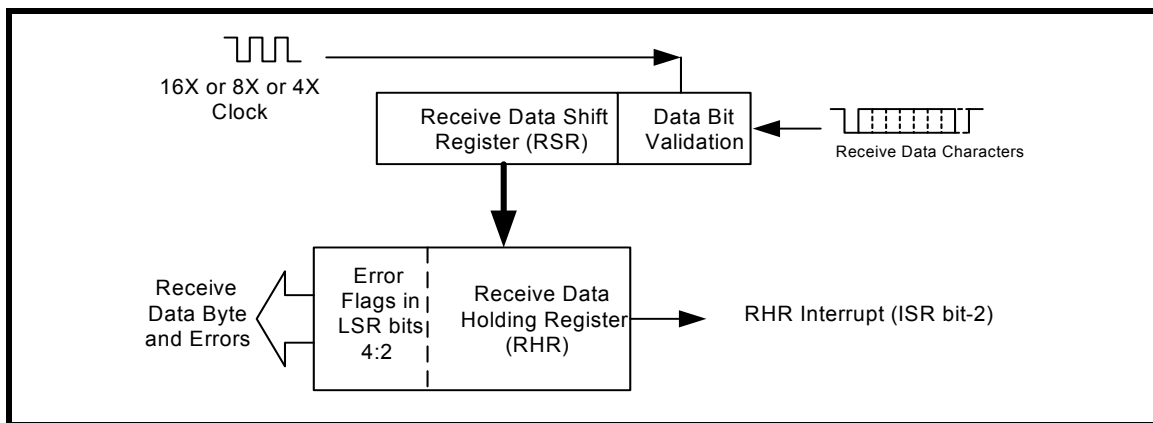 16X or 8X or 4X
Clock
Receive Data Shift
Register (RSR)
Data Bit
Validation
Receive Data Characters
Receive
Data Byte
and Errors
Error
Flags in
LSR bits
4:2
Receive Data
Holding Register
(RHR)
RHR Interrupt (ISR bit-2)